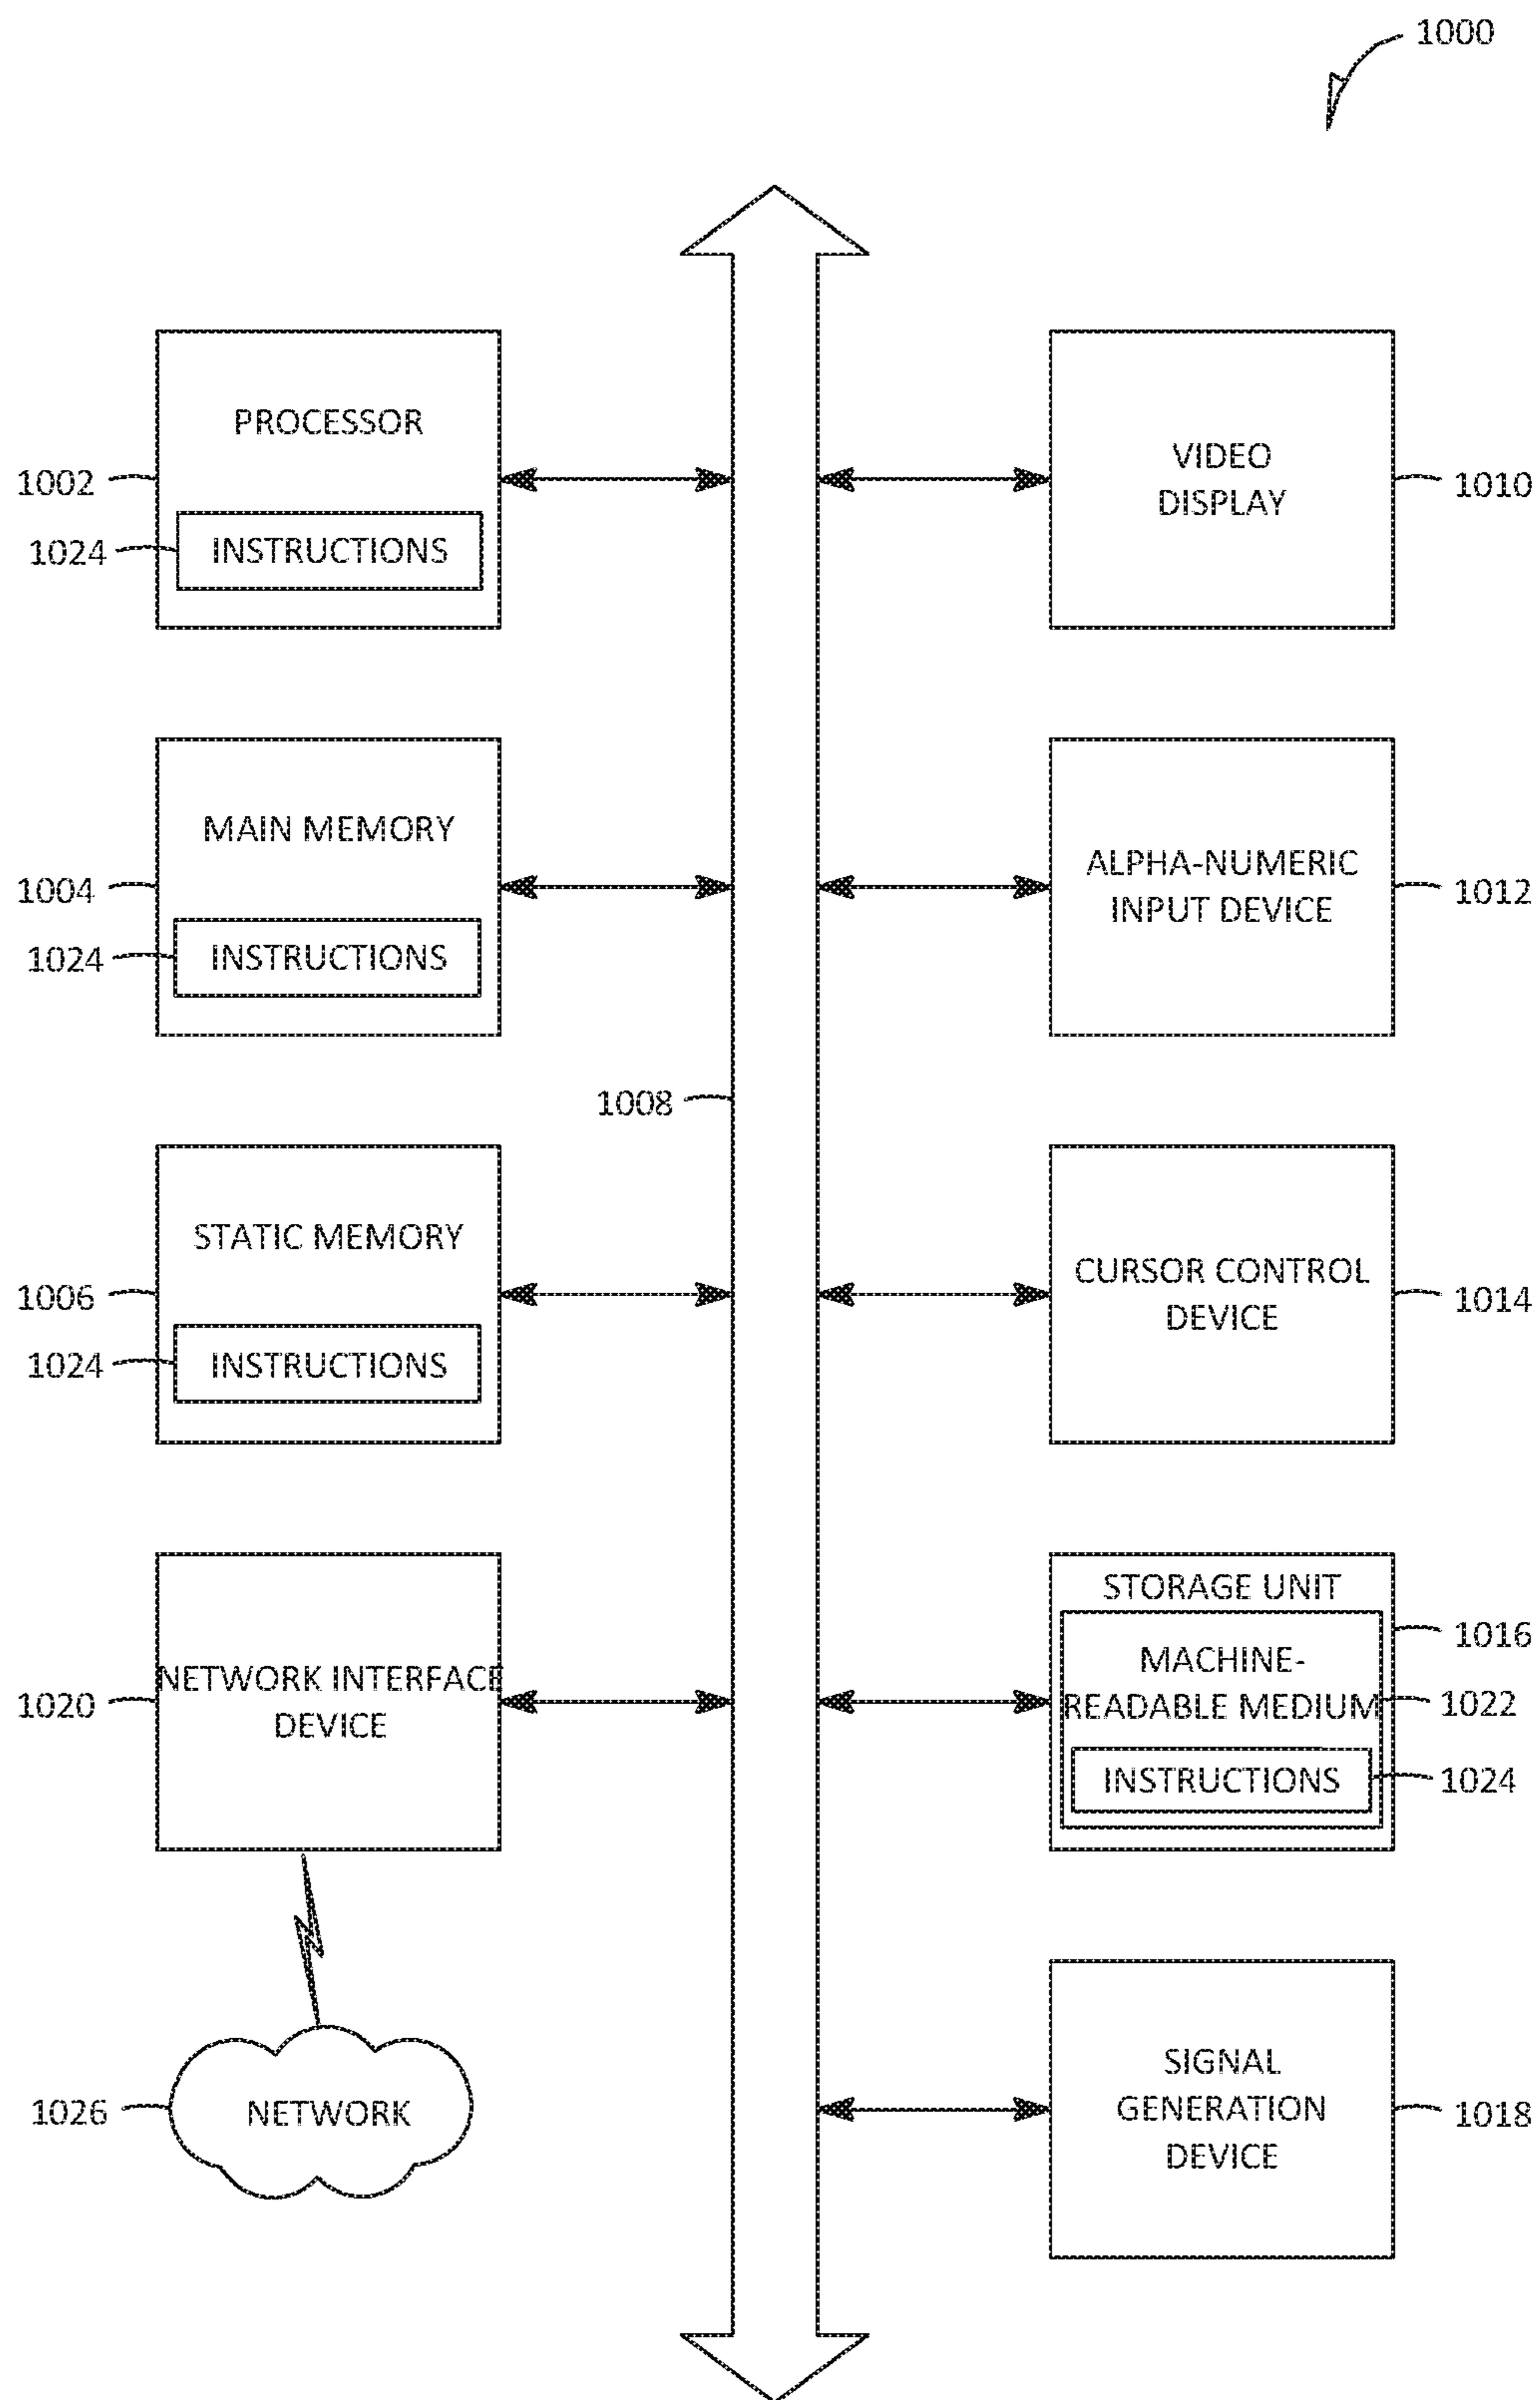 1000
PROCESSOR
1002
1024
INSTRUCTIONS
VIDEO
DISPLAY
1010
MAIN MEMORY
1004
1024
INSTRUCTIONS
ALPHA-NUMERIC
INPUT DEVICE
1012
1008
STATIC MEMORY
1006
1024
INSTRUCTIONS
CURSOR CONTROL
DEVICE
1014
NETWORK INTERFACE
DEVICE
1020
STORAGE UNIT
1016
MACHINE-
READABLE MEDIUM
1022
INSTRUCTIONS
1024
1026
NETWORK
SIGNAL
GENERATION
DEVICE
1018